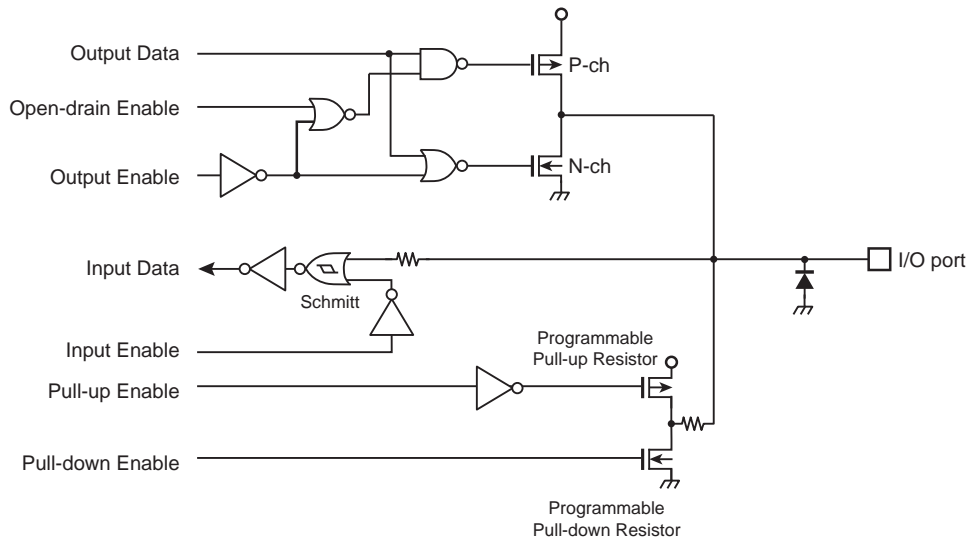 Output Data
P-ch
Open-drain Enable
N-ch
Output Enable
Input Data
Schmitt
I/O port
Input Enable
Programmable
Pull-up Resistor
Pull-up Enable
Pull-down Enable
Programmable
Pull-down Resistor